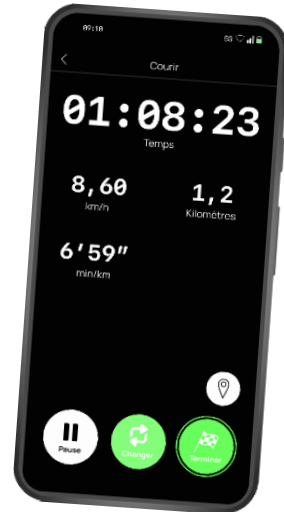 09:10
5G
Courir
01:08:23
Temps
8,60
km/h
1,2
Kilomètres
6'59"
min/km
Pause
Changer
Terminer